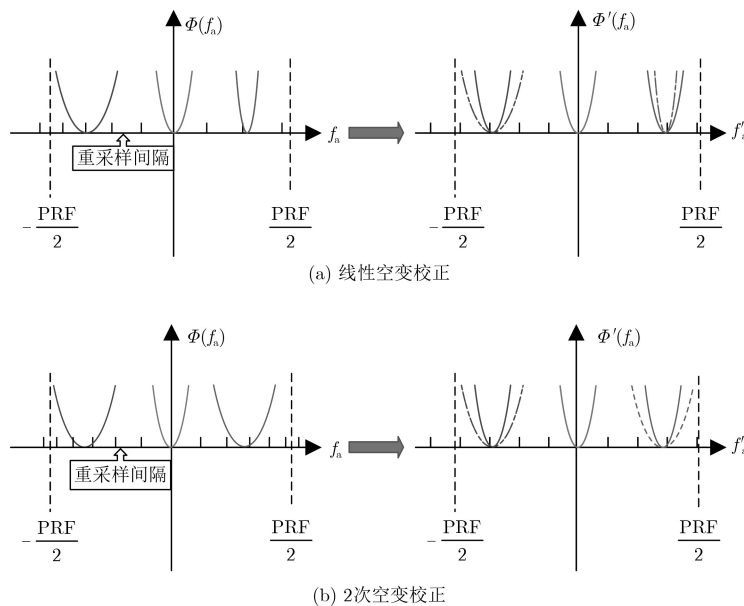 Φ(fₐ)
Φ′(fₐ)
fₐ
f′ₐ
重采样间隔
−PRF/2
PRF/2
−PRF/2
PRF/2
(a) 线性空变校正
Φ(fₐ)
Φ′(fₐ)
fₐ
f′ₐ
重采样间隔
−PRF/2
PRF/2
−PRF/2
PRF/2
(b) 2次空变校正